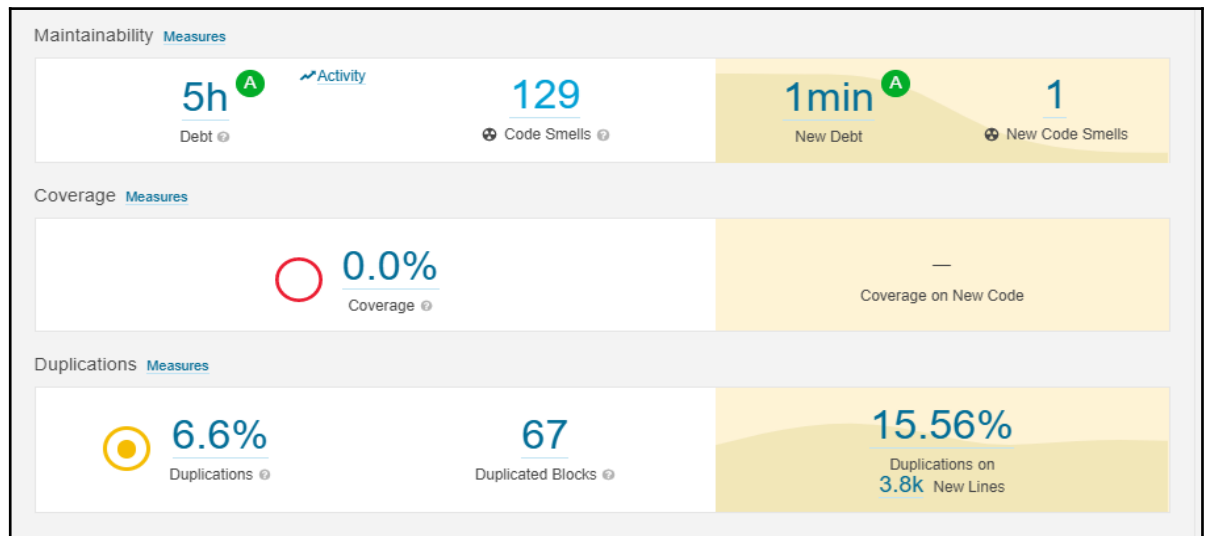 Maintainability Measures
5h A Activity 129 1min A 1
Debt Code Smells New Debt New Code Smells
Coverage Measures
0.0% —
Coverage Coverage on New Code
Duplications Measures
6.6% 67 15.56%
Duplications Duplicated Blocks Duplications on
3.8k New Lines